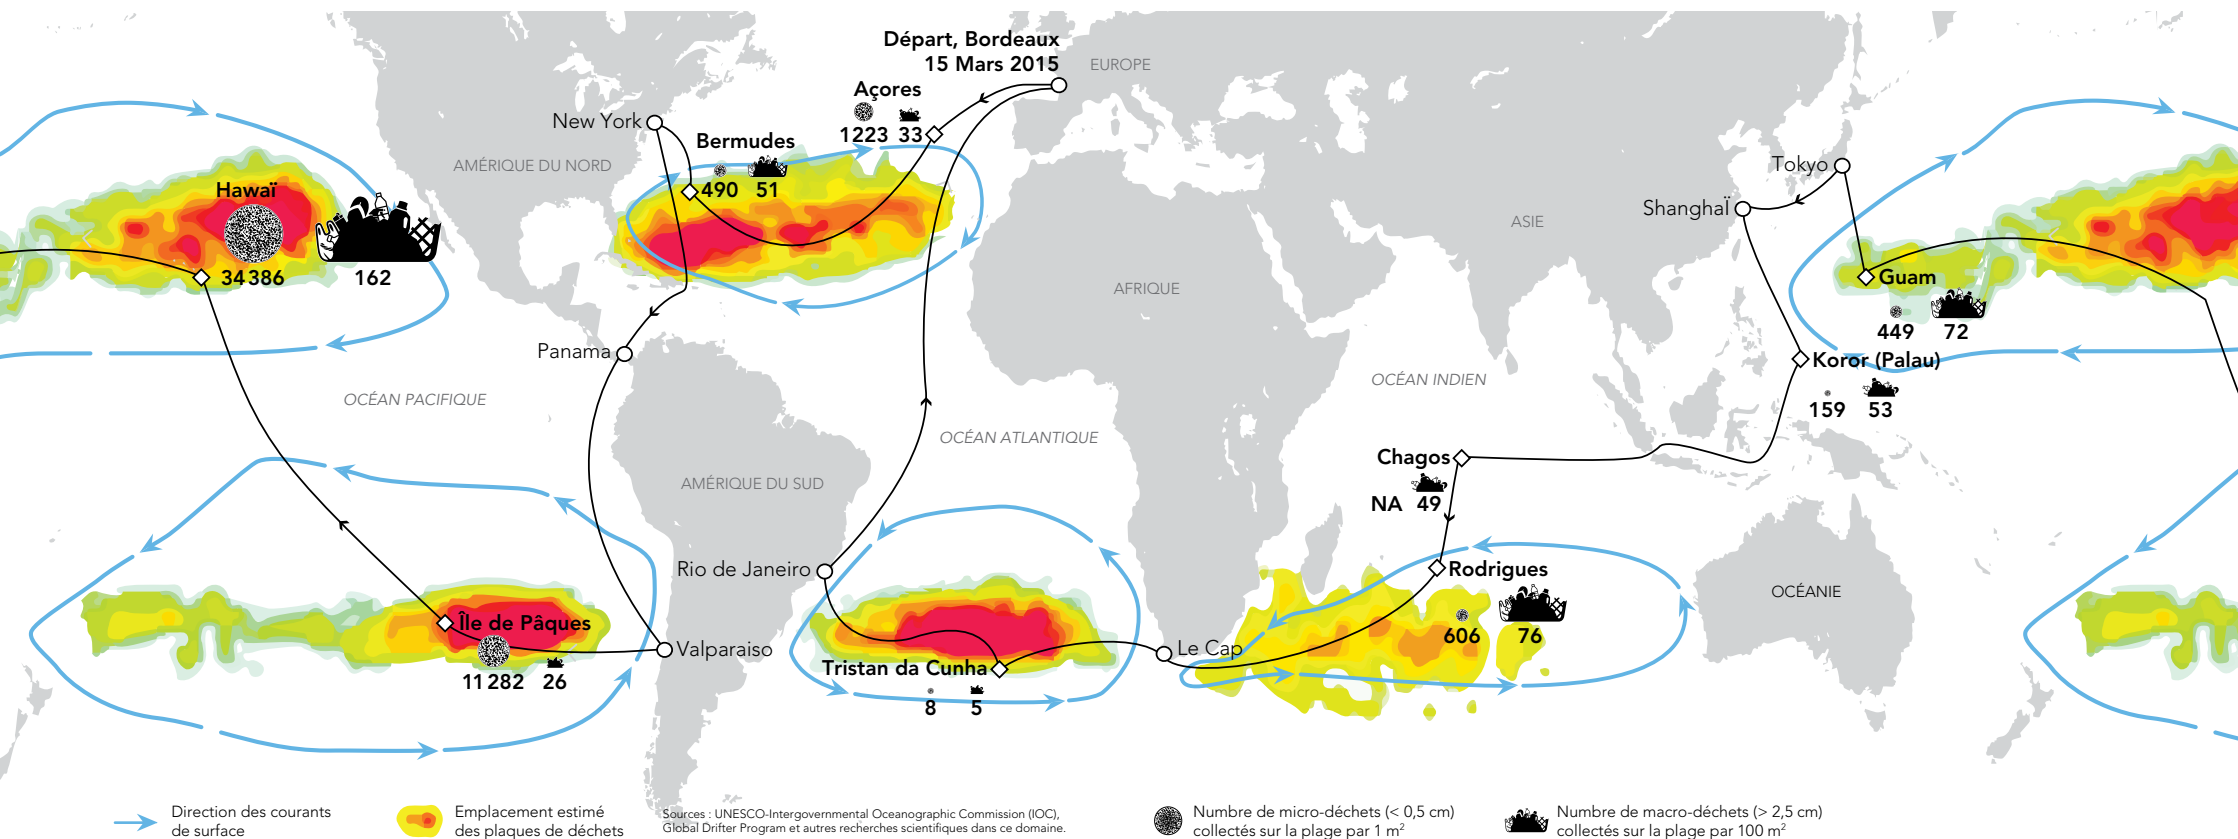 Départ, Bordeaux
15 Mars 2015
EUROPE
Açores
1223 33
New York
Bermudes
490 51
AMÉRIQUE DU NORD
Tokyo
ShanghaÏ
ASIE
Hawaï
34 386 162
Guam
449 72
AFRIQUE
Panama
Koror (Palau)
159 53
OCÉAN PACIFIQUE
OCÉAN INDIEN
OCÉAN ATLANTIQUE
Chagos
NA 49
AMÉRIQUE DU SUD
Rio de Janeiro
Rodrigues
606 76
OCÉANIE
Île de Pâques
11 282 26
Valparaiso
Tristan da Cunha
8 5
Le Cap
Direction des courants
de surface
Emplacement estimé
des plaques de déchets
Sources : UNESCO-Intergovernmental Oceanographic Commission (IOC),
Global Drifter Program et autres recherches scientifiques dans ce domaine.
Numbre de micro-déchets (< 0,5 cm)
collectés sur la plage par 1 m²
Numbre de macro-déchets (> 2,5 cm)
collectés sur la plage par 100 m²